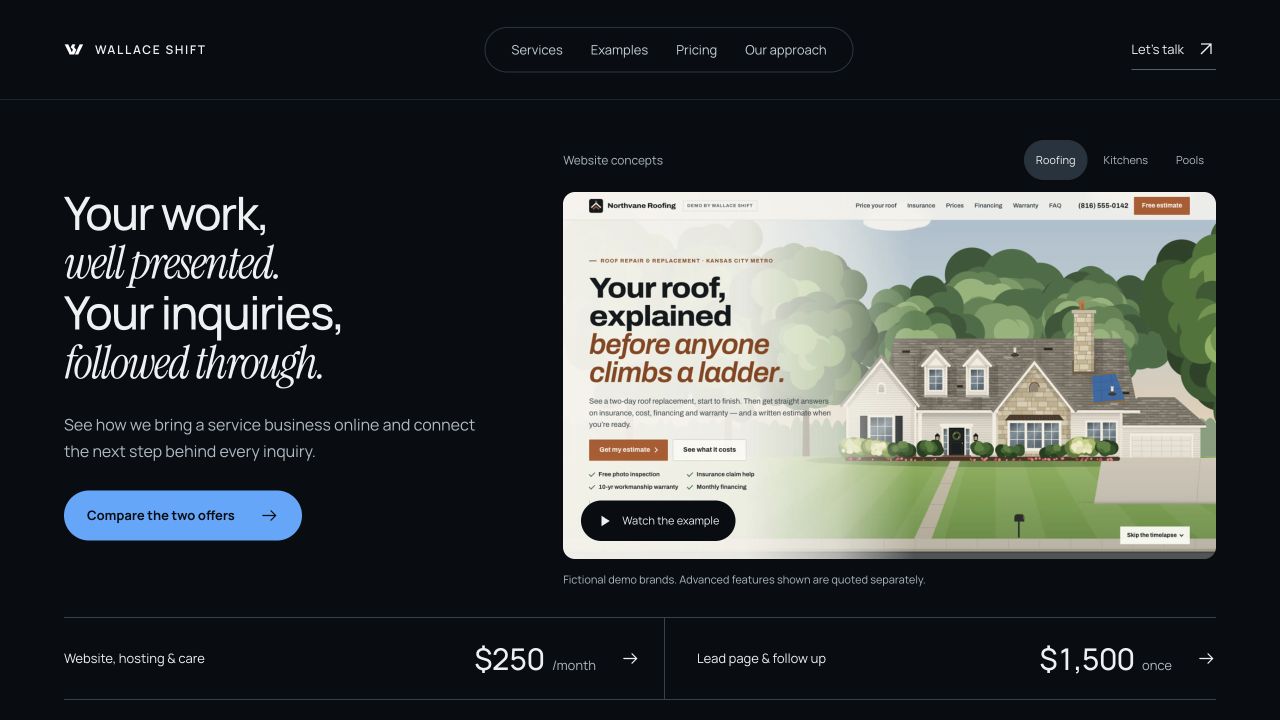 WALLACE SHIFT
Services Examples Pricing Our approach
Let's talk
Website concepts
Roofing Kitchens Pools
Your work,
well presented.
Your inquiries,
followed through.
See how we bring a service business online and connect
the next step behind every inquiry.
Compare the two offers
Northvane Roofing
DEMO BY WALLACE SHIFT
Price your roof Insurance Prices Financing Warranty FAQ (816) 555-0142 Free estimate
ROOF REPAIR & REPLACEMENT · KANSAS CITY METRO
Your roof,
explained
before anyone
climbs a ladder.
See a two-day roof replacement, start to finish. Then get straight answers
on insurance, cost, financing and warranty — and a written estimate when
you're ready.
Get my estimate See what it costs
Free photo inspection Insurance claim help
10-yr workmanship warranty Monthly financing
Watch the example
Skip the timelapse
Fictional demo brands. Advanced features shown are quoted separately.
Website, hosting & care $250 /month
Lead page & follow up $1,500 once